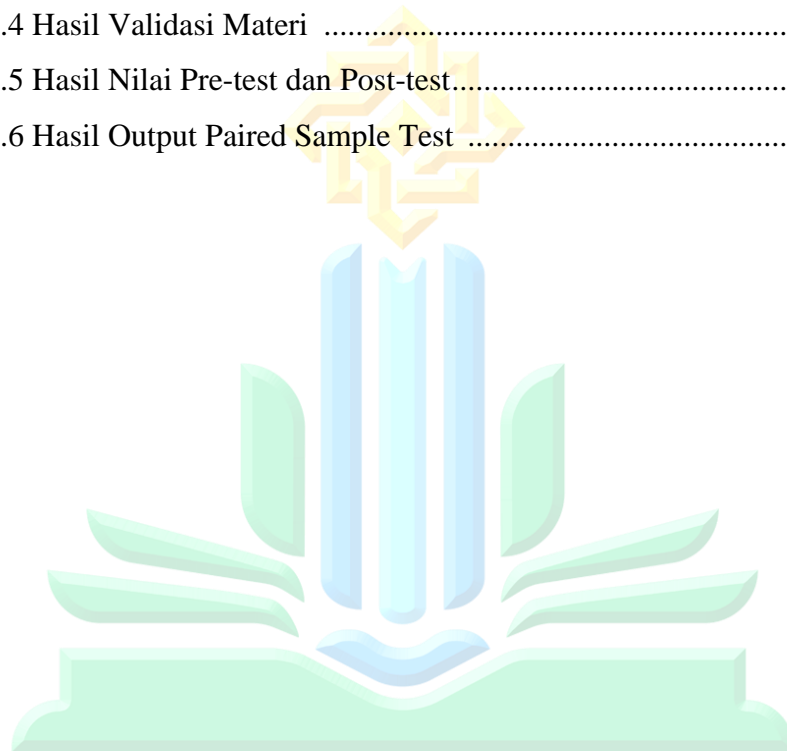 .4 Hasil Validasi Materi ........................................................
.5 Hasil Nilai Pre-test dan Post-test........................................
.6 Hasil Output Paired Sample Test ......................................